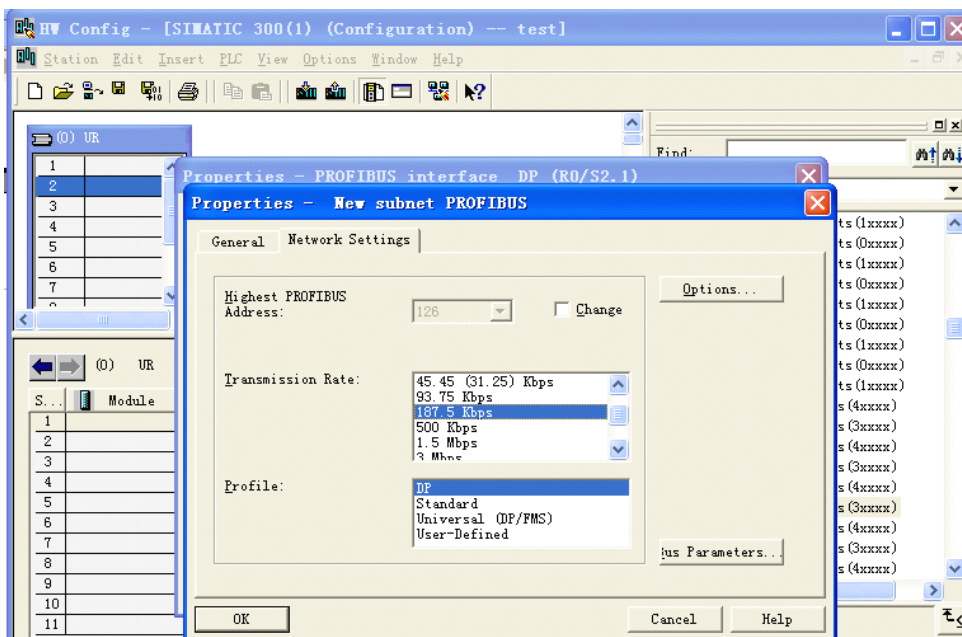 HW Config - [SIMATIC 300(1) (Configuration) -- test]
Station Edit Insert PLC View Options Window Help
(0) UR
1
2
3
4
5
6
7
Find:
Properties - PROFIBUS interface DP (R0/S2.1)
Properties - New subnet PROFIBUS
General Network Settings
Highest PROFIBUS
Address:
126
Change
Options...
Transmission Rate:
45.45 (31.25) Kbps
93.75 Kbps
187.5 Kbps
500 Kbps
1.5 Mbps
3 Mbps
Profile:
DP
Standard
Universal (DP/FMS)
User-Defined
Bus Parameters...
OK
Cancel
Help
(0) UR
S... Module
1
2
3
4
5
6
7
8
9
10
11
ts (1xxxx)
ts (0xxxx)
ts (1xxxx)
ts (0xxxx)
ts (1xxxx)
ts (0xxxx)
ts (1xxxx)
ts (0xxxx)
ts (1xxxx)
s (4xxxx)
s (3xxxx)
s (4xxxx)
s (3xxxx)
s (4xxxx)
s (3xxxx)
s (4xxxx)
s (3xxxx)
s (4xxxx)